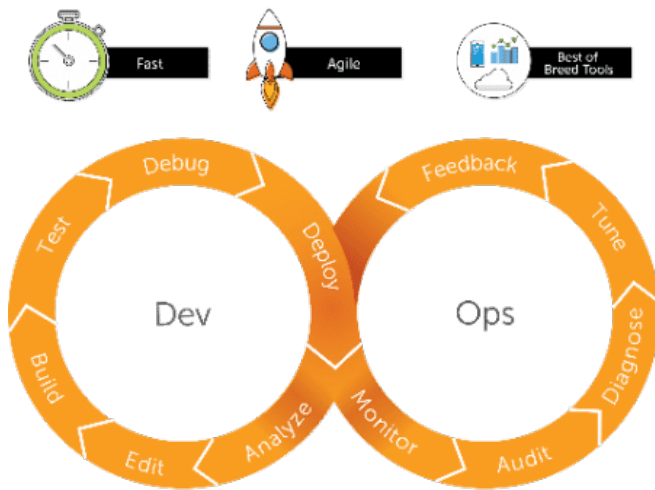 Fast
Agile
Best of
Breed Tools
Debug
Feedback
Test
Deploy
Tune
Dev
Ops
Build
Diagnose
Analyze
Monitor
Edit
Audit